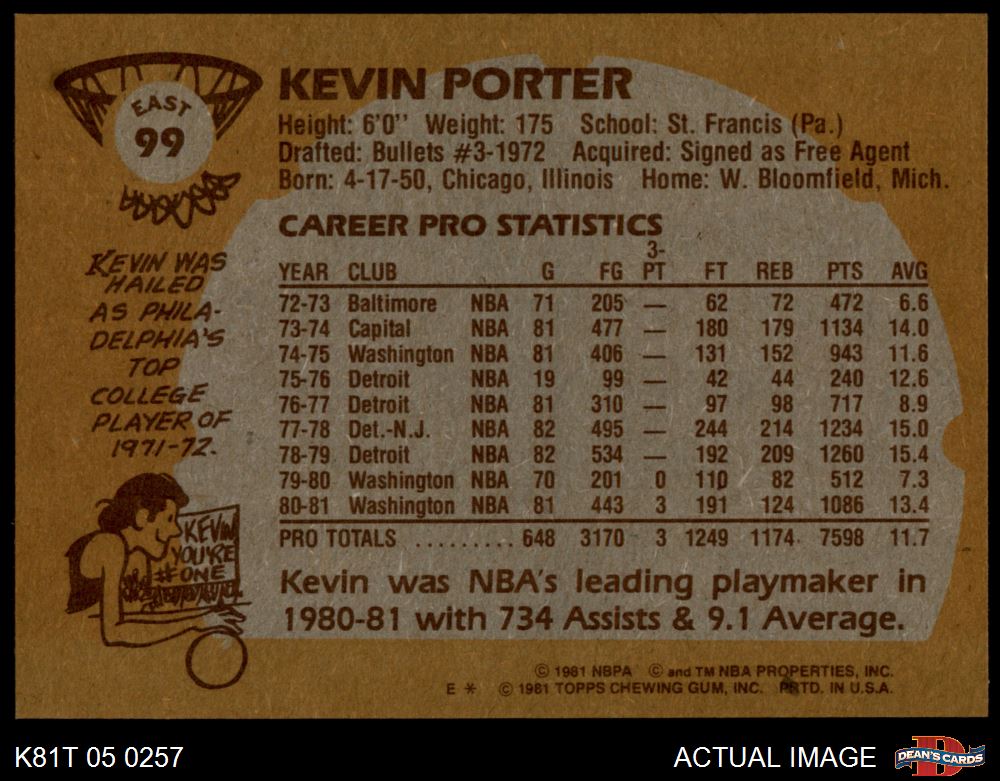 EAST
99
KEVIN PORTER
Height: 6'0" Weight: 175 School: St. Francis (Pa.)
Drafted: Bullets #3-1972 Acquired: Signed as Free Agent
Born: 4-17-50, Chicago, Illinois Home: W. Bloomfield, Mich.
KEVIN WAS
HAILED
AS PHILA-
DELPHIA'S
TOP
COLLEGE
PLAYER OF
1971-72.
KEVIN
YOU'RE
#ONE
CAREER PRO STATISTICS
YEAR CLUB G FG 3-PT FT REB PTS AVG
72-73 Baltimore NBA 71 205 — 62 72 472 6.6
73-74 Capital NBA 81 477 — 180 179 1134 14.0
74-75 Washington NBA 81 406 — 131 152 943 11.6
75-76 Detroit NBA 19 99 — 42 44 240 12.6
76-77 Detroit NBA 81 310 — 97 98 717 8.9
77-78 Det.-N.J. NBA 82 495 — 244 214 1234 15.0
78-79 Detroit NBA 82 534 — 192 209 1260 15.4
79-80 Washington NBA 70 201 0 110 82 512 7.3
80-81 Washington NBA 81 443 3 191 124 1086 13.4
PRO TOTALS ......... 648 3170 3 1249 1174 7598 11.7
Kevin was NBA's leading playmaker in
1980-81 with 734 Assists & 9.1 Average.
© 1981 NBPA © and TM NBA PROPERTIES, INC.
E * © 1981 TOPPS CHEWING GUM, INC. PRTD. IN U.S.A.
K81T 05 0257
ACTUAL IMAGE
DEAN'S CARDS